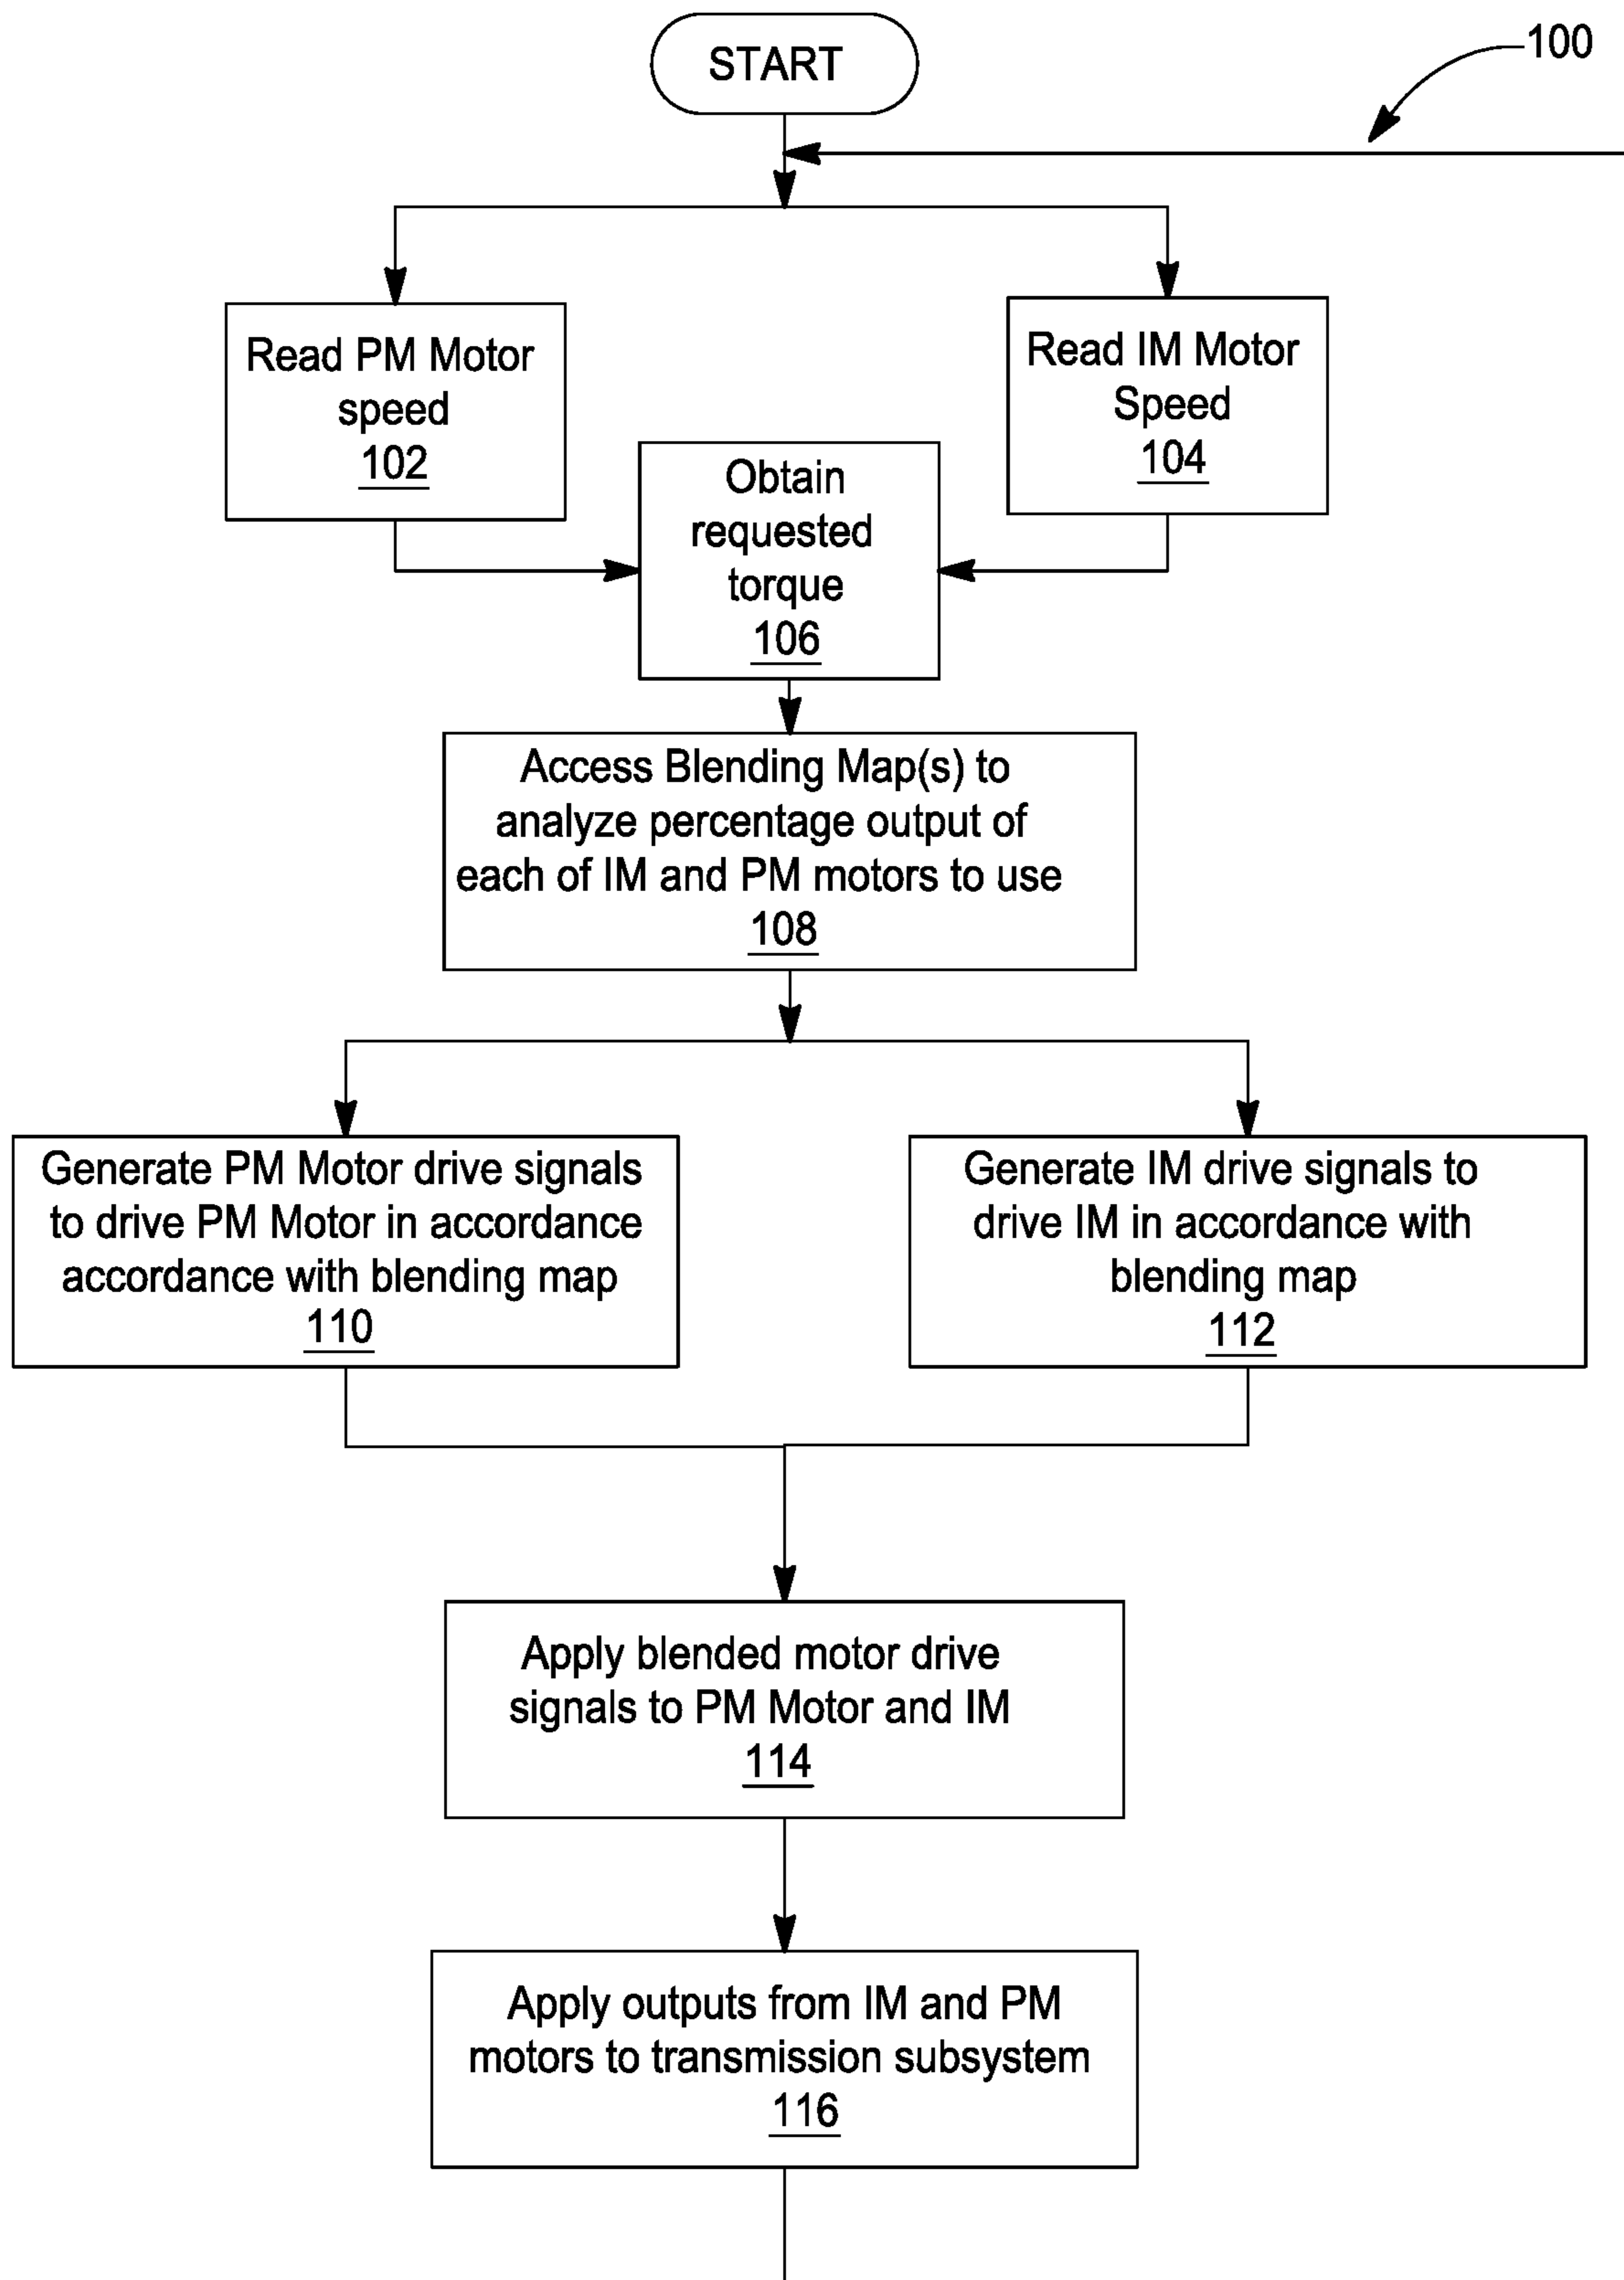 START
100
Read PM Motor
speed
102
Read IM Motor
Speed
104
Obtain
requested
torque
106
Access Blending Map(s) to
analyze percentage output of
each of IM and PM motors to use
108
Generate PM Motor drive signals
to drive PM Motor in accordance
accordance with blending map
110
Generate IM drive signals to
drive IM in accordance with
blending map
112
Apply blended motor drive
signals to PM Motor and IM
114
Apply outputs from IM and PM
motors to transmission subsystem
116